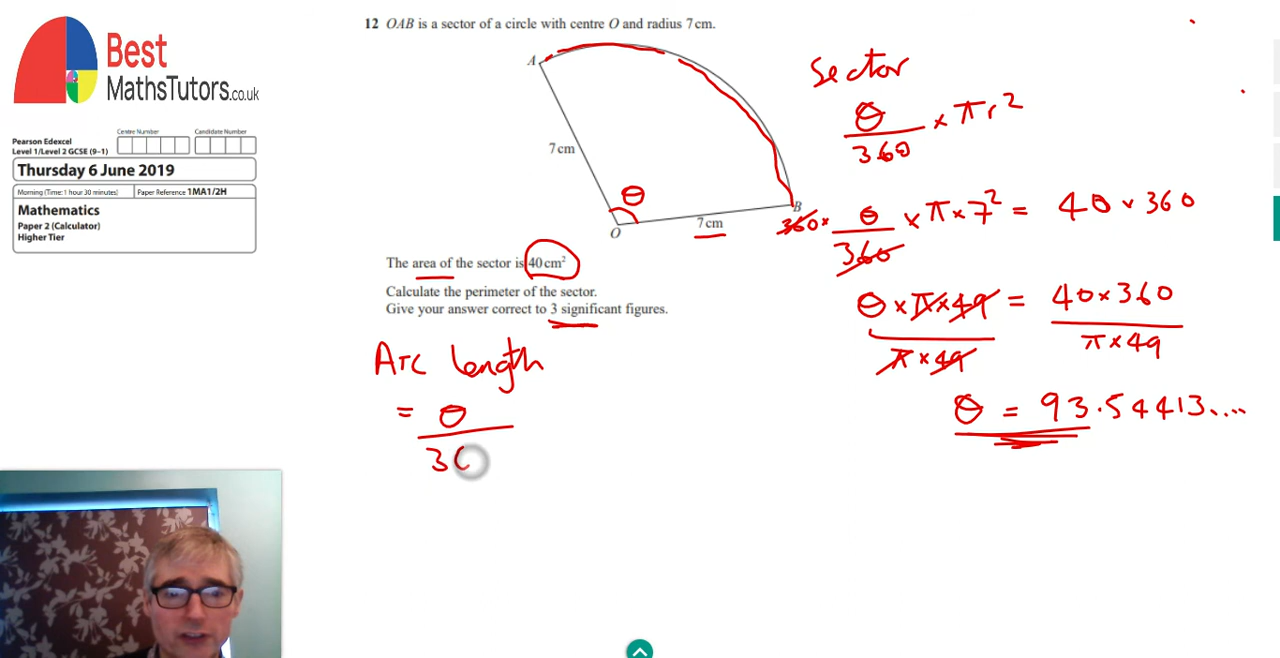 Best
MathsTutors.co.uk
Centre Number
Candidate Number
Pearson Edexcel
Level 1/Level 2 GCSE (9–1)
Thursday 6 June 2019
Morning (Time: 1 hour 30 minutes)
Paper Reference 1MA1/2H
Mathematics
Paper 2 (Calculator)
Higher Tier
12 OAB is a sector of a circle with centre O and radius 7 cm.
A
7 cm
θ
O
7 cm
B
The area of the sector is 40 cm²
Calculate the perimeter of the sector.
Give your answer correct to 3 significant figures.
Arc length
= θ
36
Sector
θ/360 × πr²
360 × θ/360 × π × 7² = 40 × 360
θ × π × 49 / π × 49 = 40 × 360 / π × 49
θ = 93.54413....